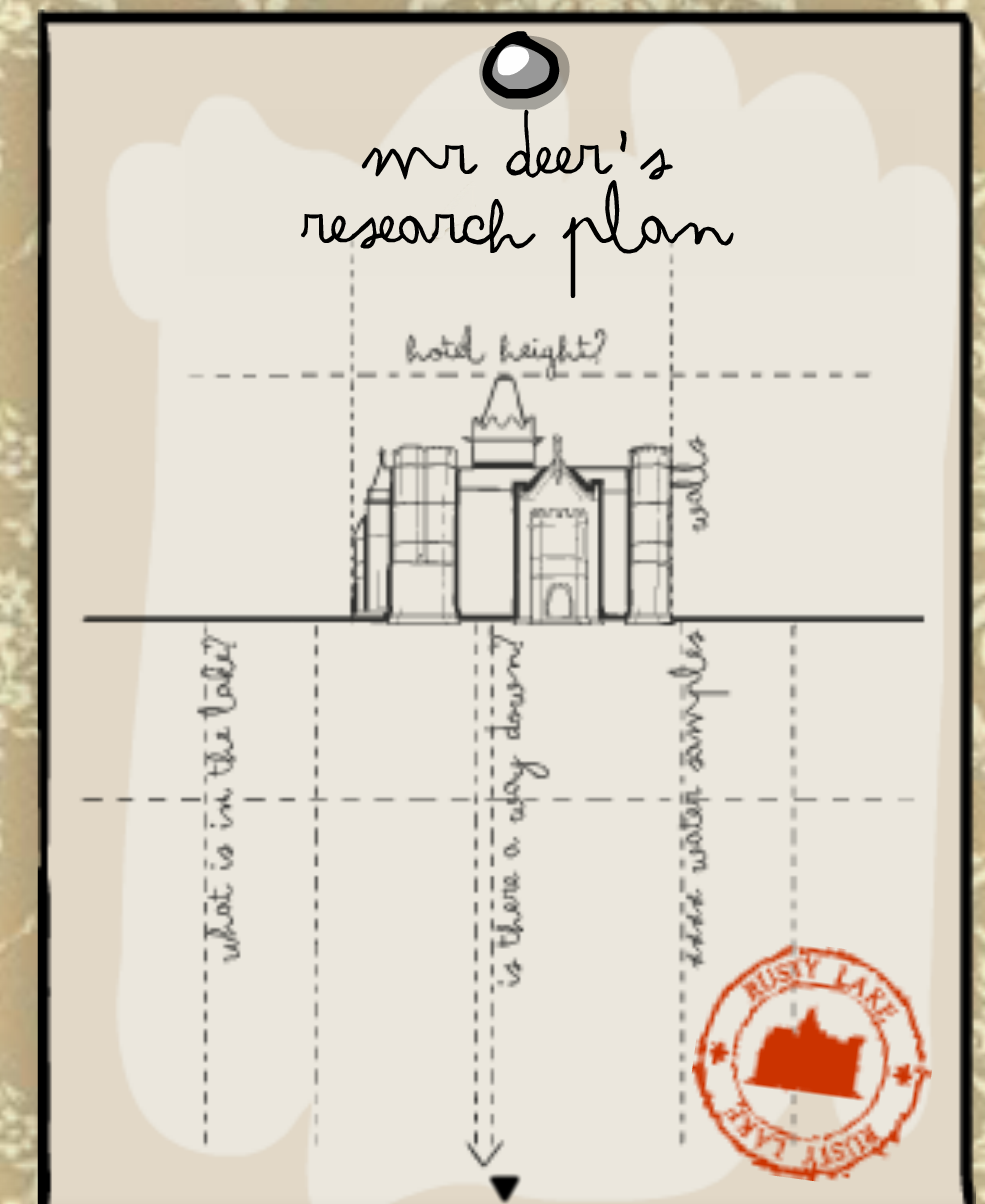 mr deer's
research plan
hotel height?
walls
what is in the lake?
is there a way down?
xxxx water samples
RUSTY LAKE
RUSTY LAKE